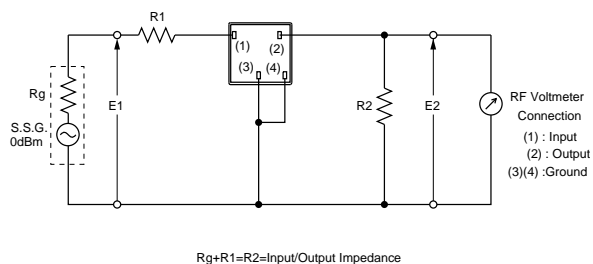 R1
(1)
(2)
(3)
(4)
Rg
E1
R2
E2
S.S.G.
0dBm
RF Voltmeter
Connection
(1) : Input
(2) : Output
(3)(4) :Ground
Rg+R1=R2=Input/Output Impedance